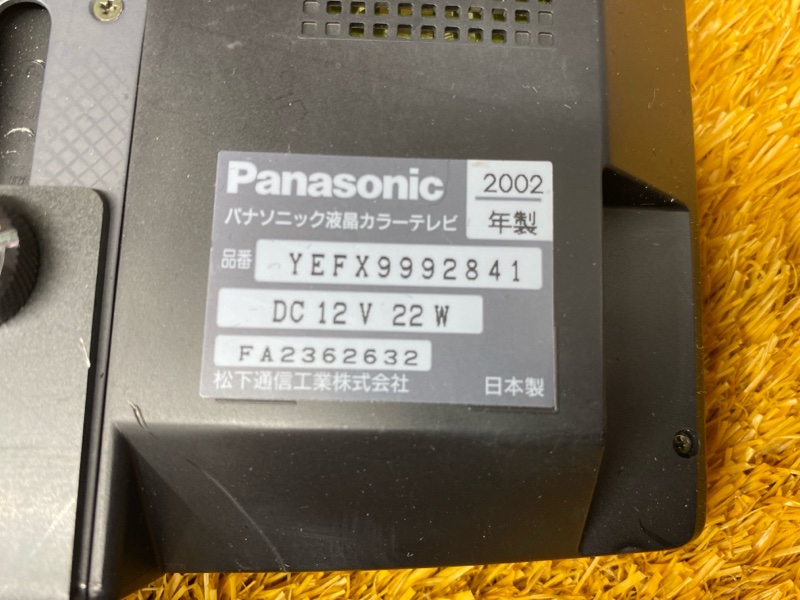 Panasonic
2002
パナソニック液晶カラーテレビ
年製
品番 YEFX9992841
DC 12 V 22 W
FA2362632
松下通信工業株式会社 日本製